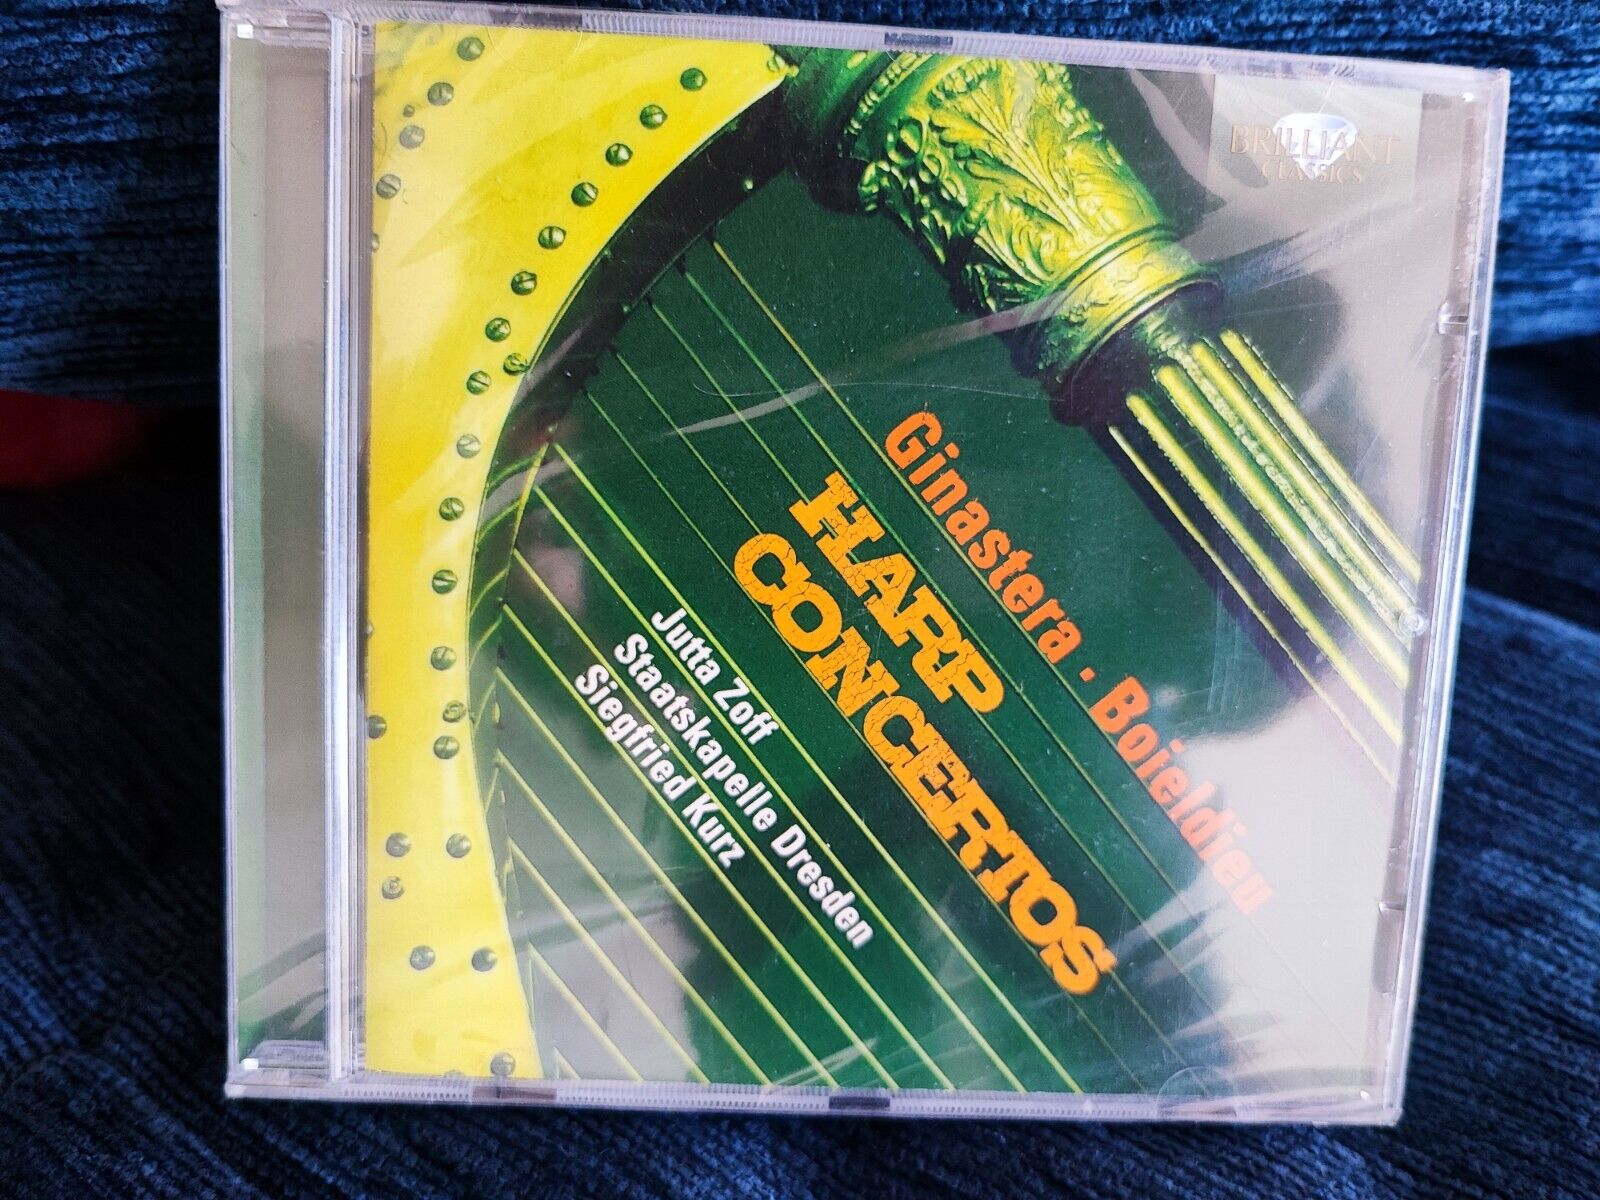 BRILLIANT
CLASSICS
Ginastera · Boieldieu
HARP
CONCERTOS
Jutta Zoff
Staatskapelle Dresden
Siegfried Kurz